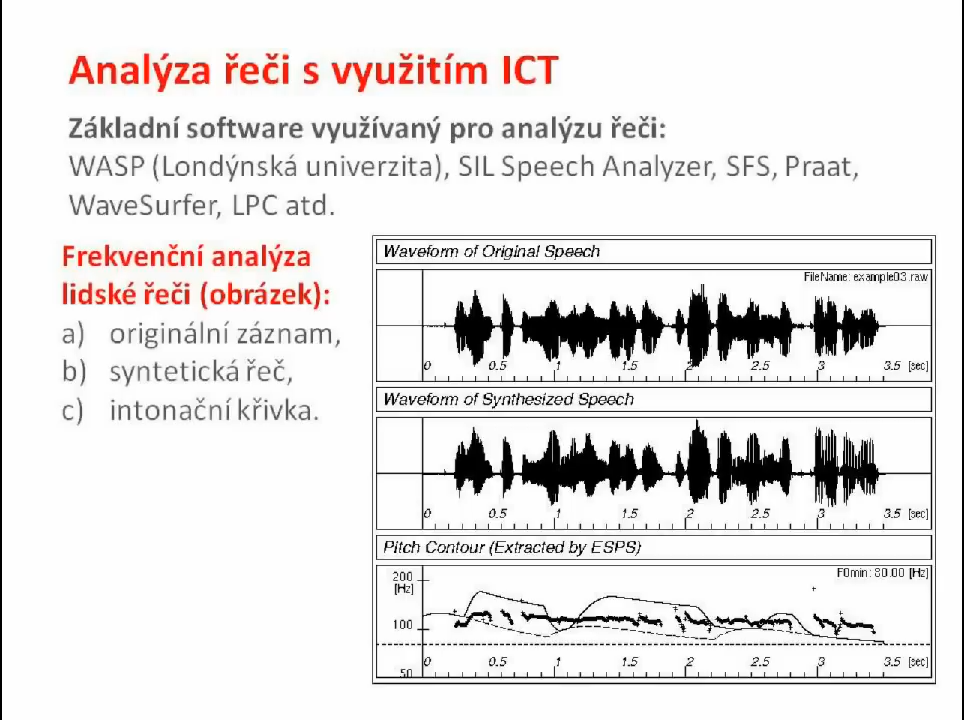 Analýza řeči s využitím ICT
Základní software využívaný pro analýzu řeči:
WASP (Londýnská univerzita), SIL Speech Analyzer, SFS, Praat,
WaveSurfer, LPC atd.
Frekvenční analýza
lidské řeči (obrázek):
a) originální záznam,
b) syntetická řeč,
c) intonační křivka.
Waveform of Original Speech
FileName: example03.raw
0 0.5 1 1.5 2 2.5 3 3.5 [sec]
Waveform of Synthesized Speech
0 0.5 1 1.5 2 2.5 3 3.5 [sec]
Pitch Contour (Extracted by ESPS)
F0min: 80.00 [Hz]
200
[Hz]
100
50
0 0.5 1 1.5 2 2.5 3 3.5 [sec]